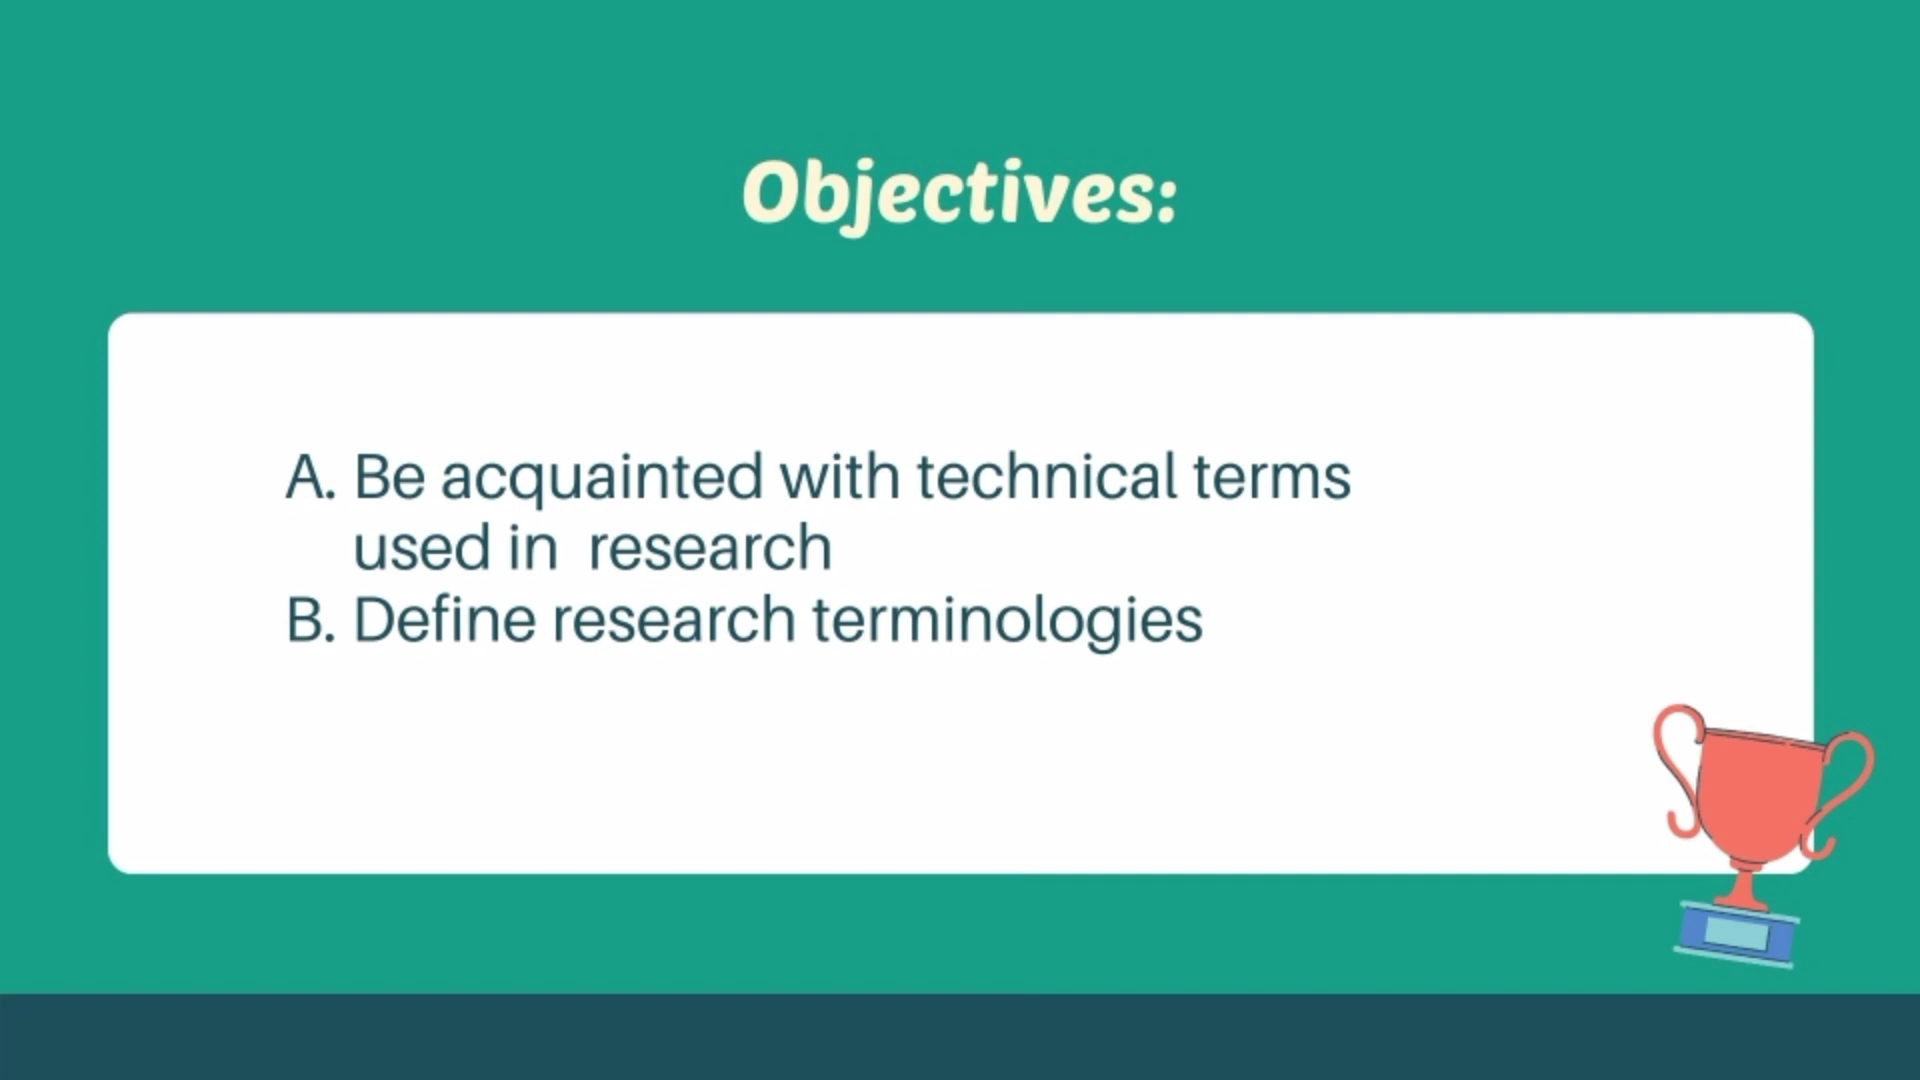 Objectives:
A. Be acquainted with technical terms
used in  research
B. Define research terminologies